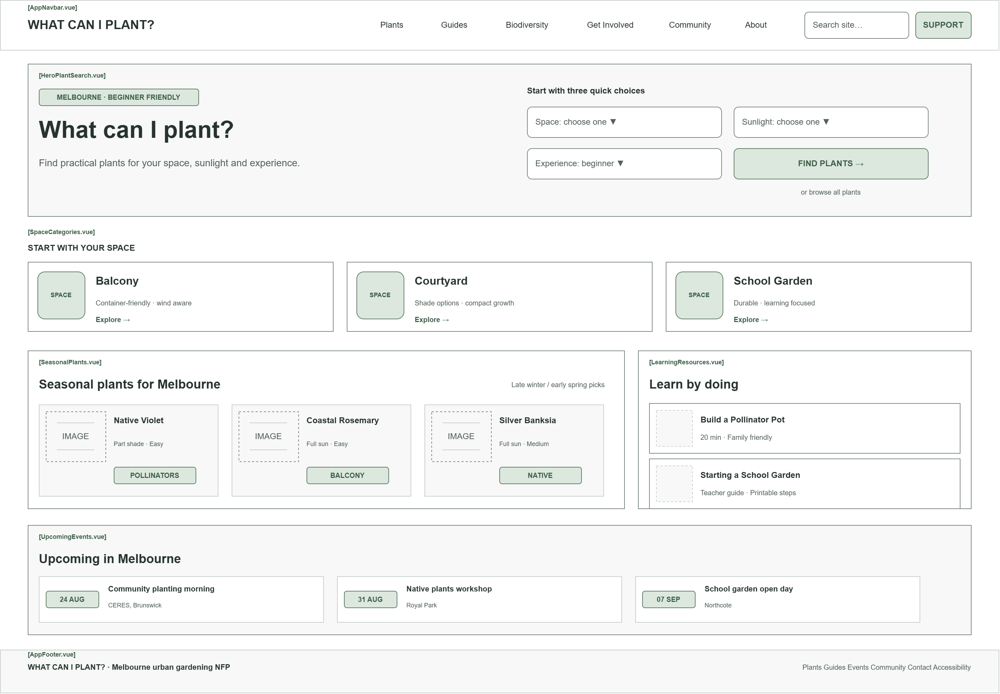 [AppNavbar.vue]
WHAT CAN I PLANT?
Plants Guides Biodiversity Get Involved Community About Search site… SUPPORT
[HeroPlantSearch.vue]
MELBOURNE · BEGINNER FRIENDLY
What can I plant?
Find practical plants for your space, sunlight and experience.
Start with three quick choices
Space: choose one ▼ Sunlight: choose one ▼
Experience: beginner ▼ FIND PLANTS →
or browse all plants
[SpaceCategories.vue]
START WITH YOUR SPACE
SPACE
Balcony
Container-friendly · wind aware
Explore →
SPACE
Courtyard
Shade options · compact growth
Explore →
SPACE
School Garden
Durable · learning focused
Explore →
[SeasonalPlants.vue]
Seasonal plants for Melbourne
Late winter / early spring picks
IMAGE
Native Violet
Part shade · Easy
POLLINATORS
IMAGE
Coastal Rosemary
Full sun · Easy
BALCONY
IMAGE
Silver Banksia
Full sun · Medium
NATIVE
[LearningResources.vue]
Learn by doing
Build a Pollinator Pot
20 min · Family friendly
Starting a School Garden
Teacher guide · Printable steps
[UpcomingEvents.vue]
Upcoming in Melbourne
24 AUG
Community planting morning
CERES, Brunswick
31 AUG
Native plants workshop
Royal Park
07 SEP
School garden open day
Northcote
[AppFooter.vue]
WHAT CAN I PLANT? · Melbourne urban gardening NFP
Plants Guides Events Community Contact Accessibility